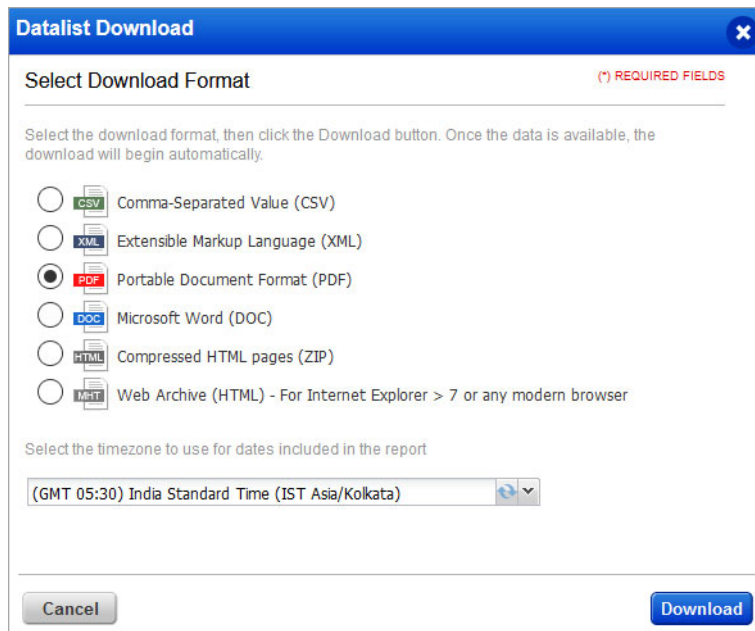 Datalist Download
Select Download Format
(*) REQUIRED FIELDS
Select the download format, then click the Download button. Once the data is available, the
download will begin automatically.
CSV Comma-Separated Value (CSV)
XML Extensible Markup Language (XML)
PDF Portable Document Format (PDF)
DOC Microsoft Word (DOC)
HTML Compressed HTML pages (ZIP)
MHT Web Archive (HTML) - For Internet Explorer > 7 or any modern browser
Select the timezone to use for dates included in the report
(GMT 05:30) India Standard Time (IST Asia/Kolkata)
Cancel
Download